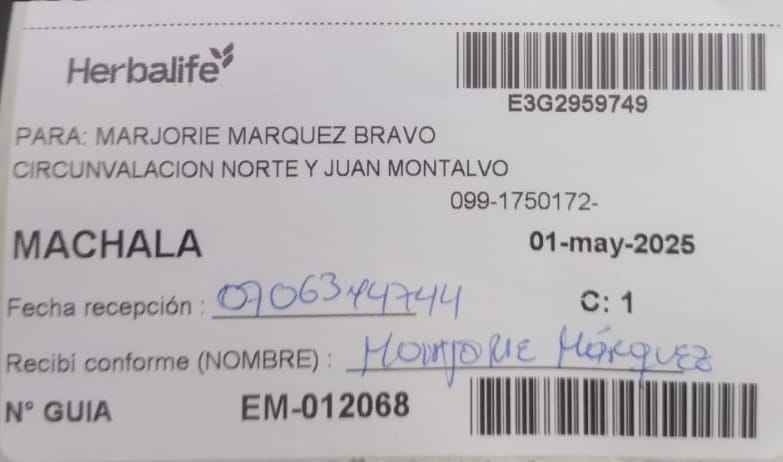 Herbalife
E3G2959749
PARA: MARJORIE MARQUEZ BRAVO
CIRCUNVALACION NORTE Y JUAN MONTALVO
099-1750172-
MACHALA 01-may-2025
Fecha recepción : 0706344744 C: 1
Recibí conforme (NOMBRE) : Marjorie Márquez
N° GUIA EM-012068